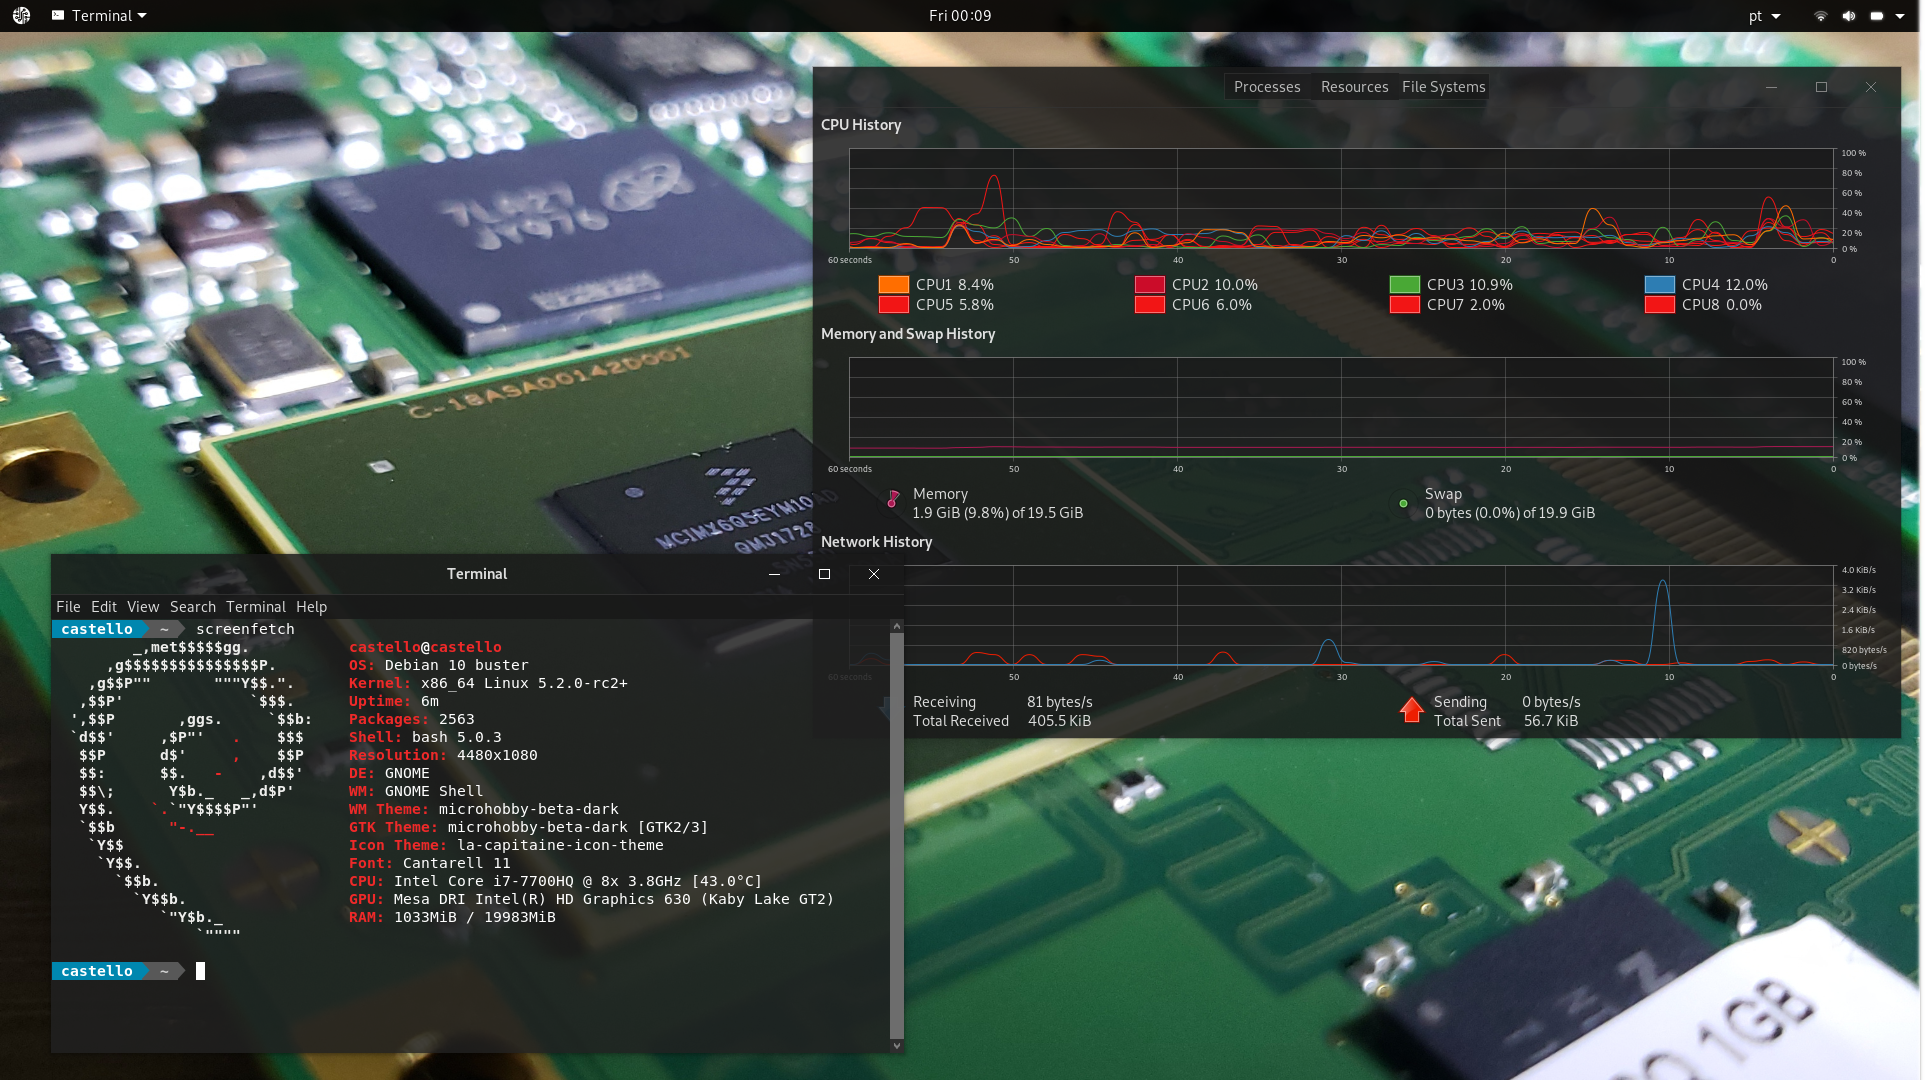 Terminal
Fri 00:09
pt
7L627
JY976
C-18ASA00142D001
MCIMX6Q5EYM10AD
QMJ1728
1GB
Processes Resources File Systems
CPU History
100 %
80 %
60 %
40 %
20 %
0 %
60 seconds 50 40 30 20 10 0
CPU1 8.4% CPU2 10.0% CPU3 10.9% CPU4 12.0%
CPU5 5.8% CPU6 6.0% CPU7 2.0% CPU8 0.0%
Memory and Swap History
100 %
80 %
60 %
40 %
20 %
0 %
60 seconds 50 40 30 20 10 0
Memory Swap
1.9 GiB (9.8%) of 19.5 GiB 0 bytes (0.0%) of 19.9 GiB
Network History
4.0 KiB/s
3.2 KiB/s
2.4 KiB/s
1.6 KiB/s
820 bytes/s
0 bytes/s
60 seconds 50 40 30 20 10 0
Receiving 81 bytes/s Sending 0 bytes/s
Total Received 405.5 KiB Total Sent 56.7 KiB
Terminal
File Edit View Search Terminal Help
castello ~ screenfetch
castello@castello
OS: Debian 10 buster
Kernel: x86_64 Linux 5.2.0-rc2+
Uptime: 6m
Packages: 2563
Shell: bash 5.0.3
Resolution: 4480x1080
DE: GNOME
WM: GNOME Shell
WM Theme: microhobby-beta-dark
GTK Theme: microhobby-beta-dark [GTK2/3]
Icon Theme: la-capitaine-icon-theme
Font: Cantarell 11
CPU: Intel Core i7-7700HQ @ 8x 3.8GHz [43.0°C]
GPU: Mesa DRI Intel(R) HD Graphics 630 (Kaby Lake GT2)
RAM: 1033MiB / 19983MiB
castello ~